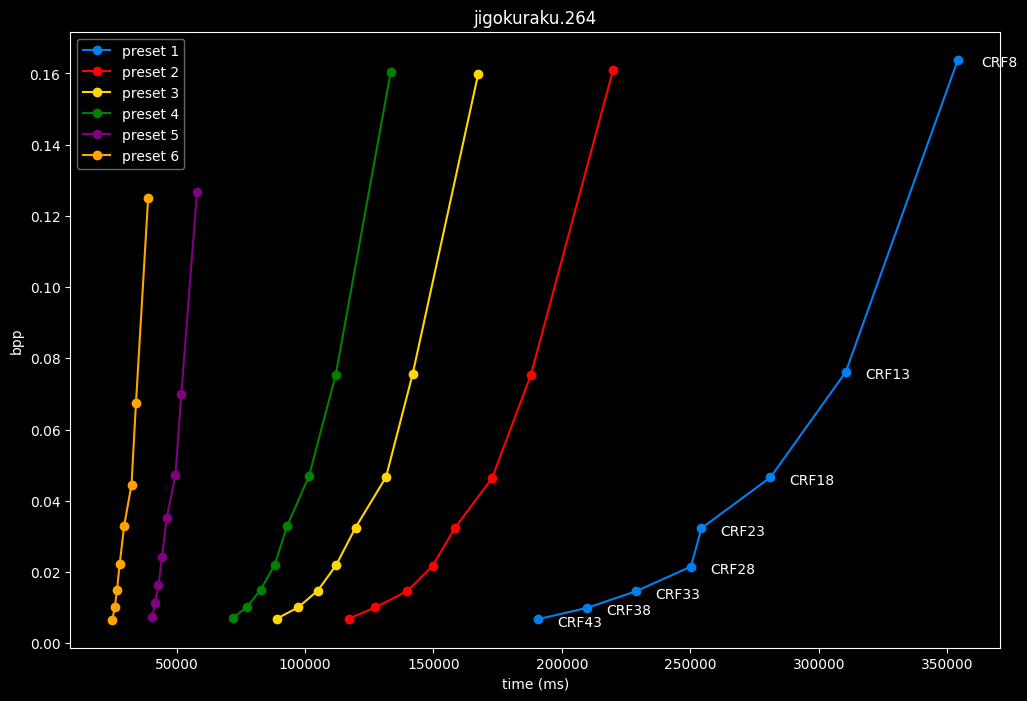 jigokuraku.264
preset 1
preset 2
preset 3
preset 4
preset 5
preset 6
CRF8
CRF13
CRF18
CRF23
CRF28
CRF33
CRF38
CRF43
0.16
0.14
0.12
0.10
0.08
0.06
0.04
0.02
0.00
bpp
50000 100000 150000 200000 250000 300000 350000
time (ms)